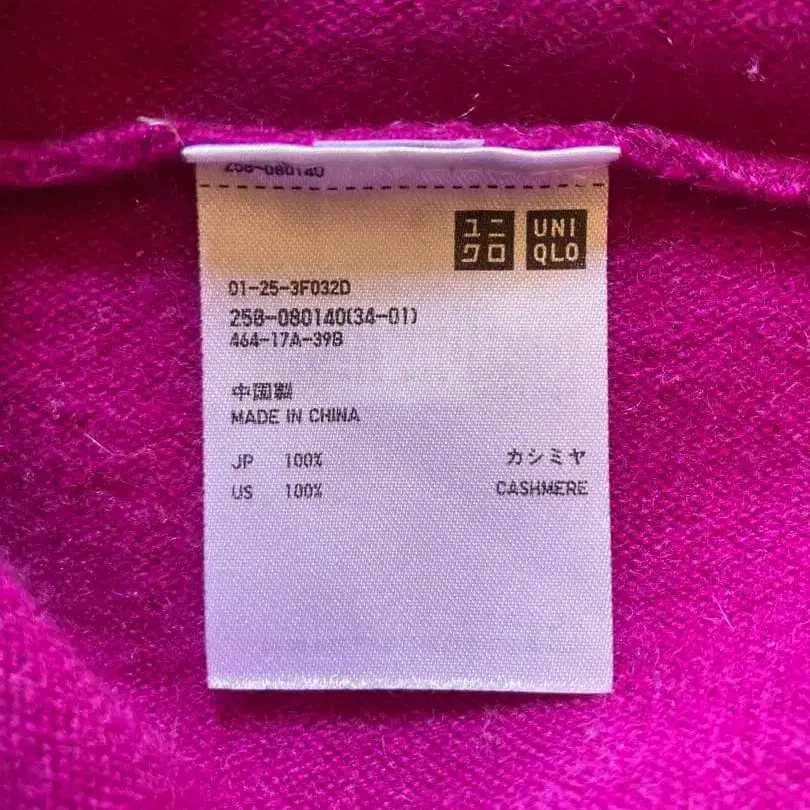 258-080140
ユニ
クロ
UNI
QLO
01-25-3F032D
258-080140(34-01)
464-17A-39B
中国製
MADE IN CHINA
JP 100% カシミヤ
US 100% CASHMERE